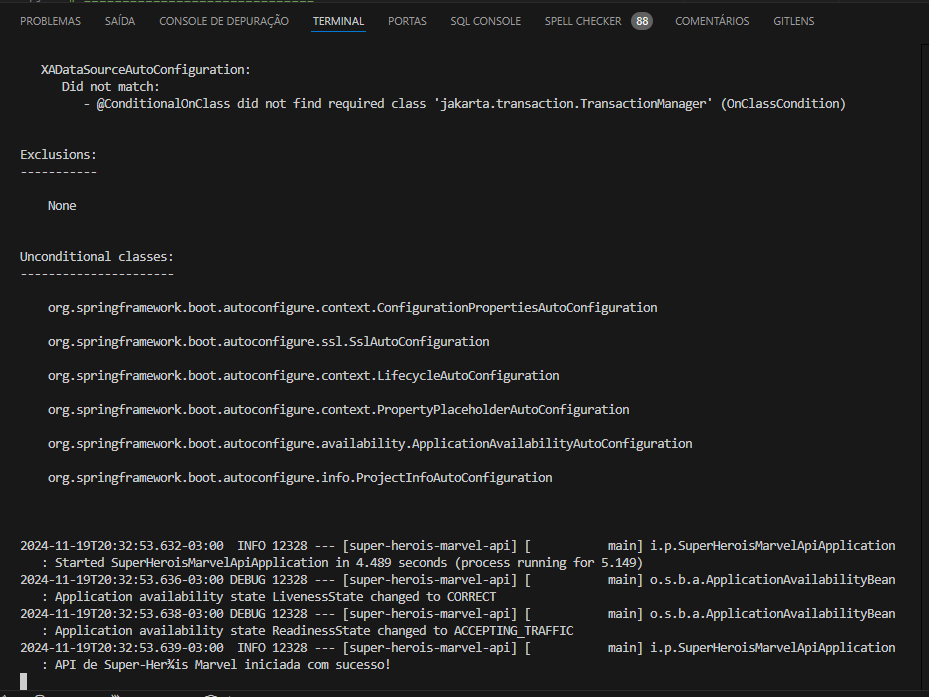 PROBLEMAS SAÍDA CONSOLE DE DEPURAÇÃO TERMINAL PORTAS SQL CONSOLE SPELL CHECKER 88 COMENTÁRIOS GITLENS
XADataSourceAutoConfiguration:
Did not match:
- @ConditionalOnClass did not find required class 'jakarta.transaction.TransactionManager' (OnClassCondition)
Exclusions:
-----------
None
Unconditional classes:
----------------------
org.springframework.boot.autoconfigure.context.ConfigurationPropertiesAutoConfiguration
org.springframework.boot.autoconfigure.ssl.SslAutoConfiguration
org.springframework.boot.autoconfigure.context.LifecycleAutoConfiguration
org.springframework.boot.autoconfigure.context.PropertyPlaceholderAutoConfiguration
org.springframework.boot.autoconfigure.availability.ApplicationAvailabilityAutoConfiguration
org.springframework.boot.autoconfigure.info.ProjectInfoAutoConfiguration
2024-11-19T20:32:53.632-03:00  INFO 12328 --- [super-herois-marvel-api] [           main] i.p.SuperHeroisMarvelApiApplication
: Started SuperHeroisMarvelApiApplication in 4.489 seconds (process running for 5.149)
2024-11-19T20:32:53.636-03:00 DEBUG 12328 --- [super-herois-marvel-api] [           main] o.s.b.a.ApplicationAvailabilityBean
: Application availability state LivenessState changed to CORRECT
2024-11-19T20:32:53.638-03:00 DEBUG 12328 --- [super-herois-marvel-api] [           main] o.s.b.a.ApplicationAvailabilityBean
: Application availability state ReadinessState changed to ACCEPTING_TRAFFIC
2024-11-19T20:32:53.639-03:00  INFO 12328 --- [super-herois-marvel-api] [           main] i.p.SuperHeroisMarvelApiApplication
: API de Super-Her¾is Marvel iniciada com sucesso!